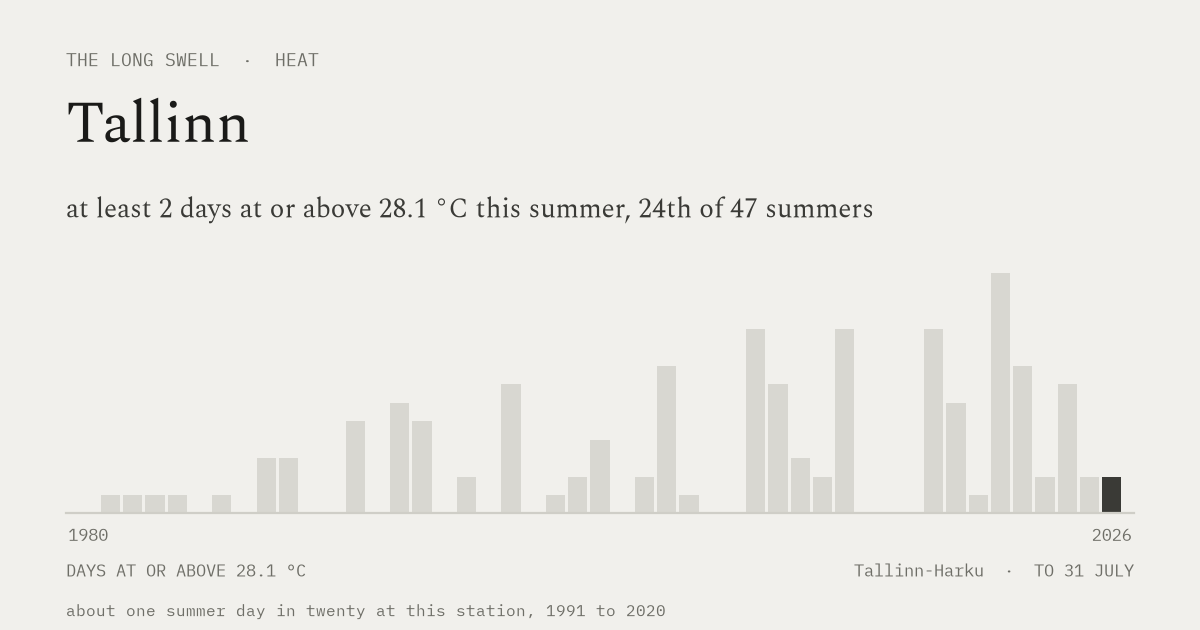 THE LONG SWELL · HEAT
Tallinn
at least 2 days at or above 28.1 °C this summer, 24th of 47 summers
1980
2026
DAYS AT OR ABOVE 28.1 °C
Tallinn-Harku · TO 31 JULY
about one summer day in twenty at this station, 1991 to 2020